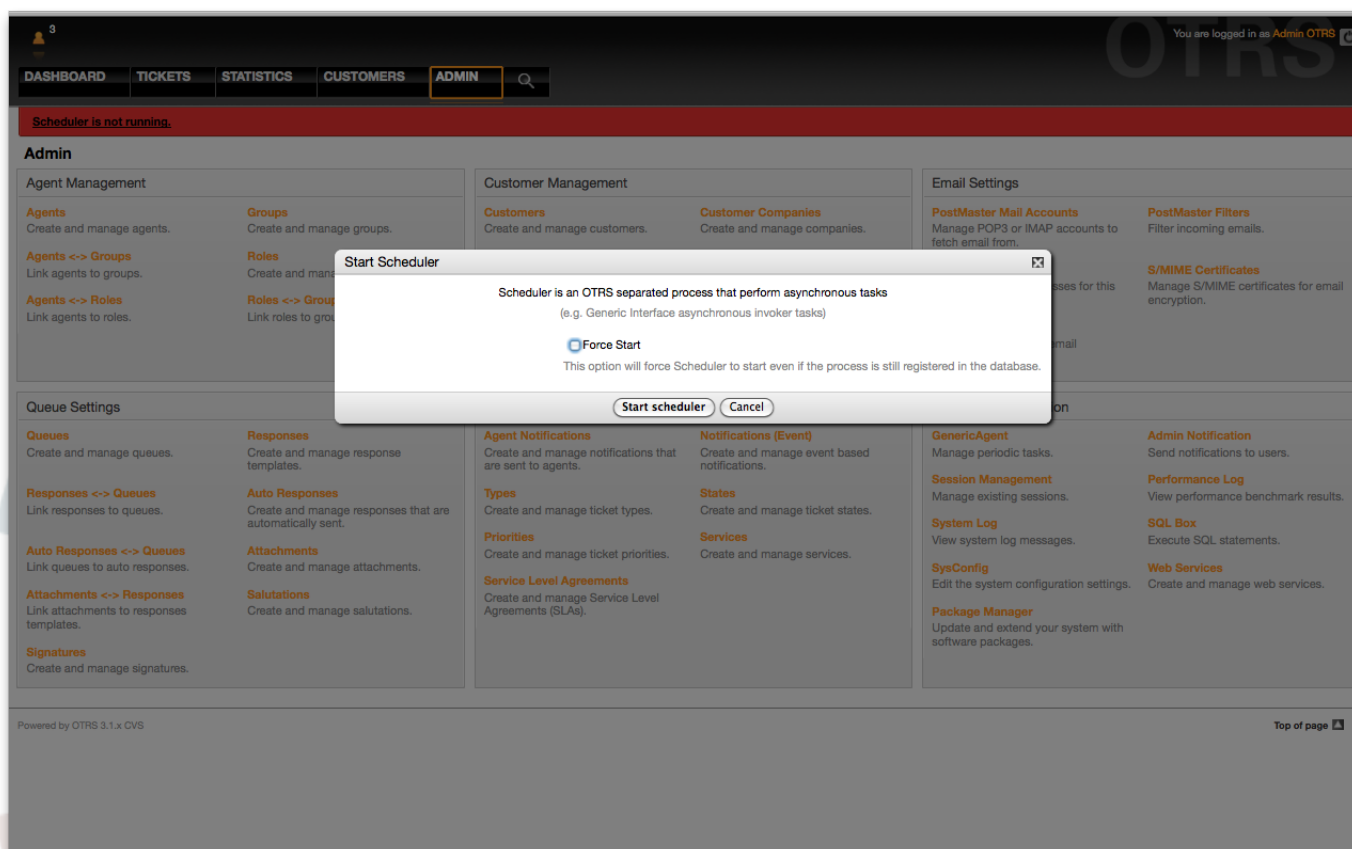 3
OTRS
You are logged in as Admin OTRS
DASHBOARD TICKETS STATISTICS CUSTOMERS ADMIN
Scheduler is not running.
Admin
Agent Management
Agents
Create and manage agents.
Groups
Create and manage groups.
Agents <-> Groups
Link agents to groups.
Roles
Create and mana
Agents <-> Roles
Link agents to roles.
Roles <-> Group
Link roles to grou
Customer Management
Customers
Create and manage customers.
Customer Companies
Create and manage companies.
Email Settings
PostMaster Mail Accounts
Manage POP3 or IMAP accounts to
fetch email from.
PostMaster Filters
Filter incoming emails.
sses for this
S/MIME Certificates
Manage S/MIME certificates for email
encryption.
email
Start Scheduler
Scheduler is an OTRS separated process that perform asynchronous tasks
(e.g. Generic Interface asynchronous invoker tasks)
Force Start
This option will force Scheduler to start even if the process is still registered in the database.
Start scheduler Cancel
Queue Settings
Queues
Create and manage queues.
Responses
Create and manage response
templates.
Responses <-> Queues
Link responses to queues.
Auto Responses
Create and manage responses that are
automatically sent.
Auto Responses <-> Queues
Link queues to auto responses.
Attachments
Create and manage attachments.
Attachments <-> Responses
Link attachments to responses
templates.
Salutations
Create and manage salutations.
Signatures
Create and manage signatures.
Agent Notifications
Create and manage notifications that
are sent to agents.
Notifications (Event)
Create and manage event based
notifications.
Types
Create and manage ticket types.
States
Create and manage ticket states.
Priorities
Create and manage ticket priorities.
Services
Create and manage services.
Service Level Agreements
Create and manage Service Level
Agreements (SLAs).
on
GenericAgent
Manage periodic tasks.
Admin Notification
Send notifications to users.
Session Management
Manage existing sessions.
Performance Log
View performance benchmark results.
System Log
View system log messages.
SQL Box
Execute SQL statements.
SysConfig
Edit the system configuration settings.
Web Services
Create and manage web services.
Package Manager
Update and extend your system with
software packages.
Powered by OTRS 3.1.x CVS
Top of page